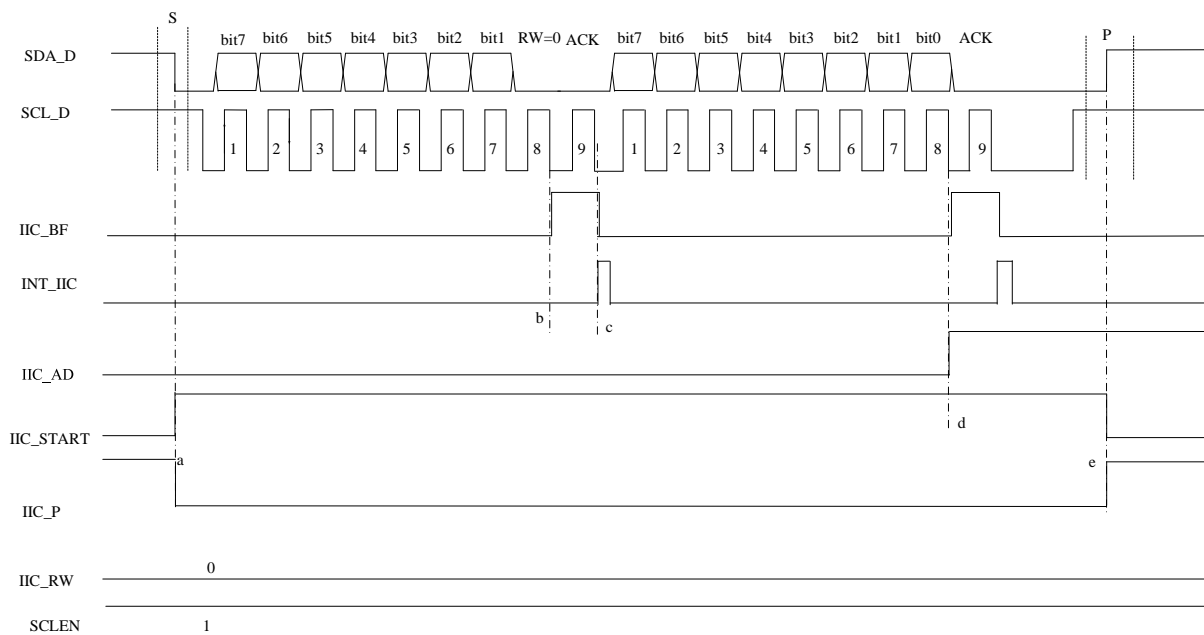 S
bit7 bit6 bit5 bit4 bit3 bit2 bit1 RW=0 ACK bit7 bit6 bit5 bit4 bit3 bit2 bit1 bit0 ACK P
SDA_D
SCL_D
1 2 3 4 5 6 7 8 9 1 2 3 4 5 6 7 8 9
IIC_BF
INT_IIC
b c
IIC_AD
d
IIC_START
a e
IIC_P
0
IIC_RW
SCLEN 1